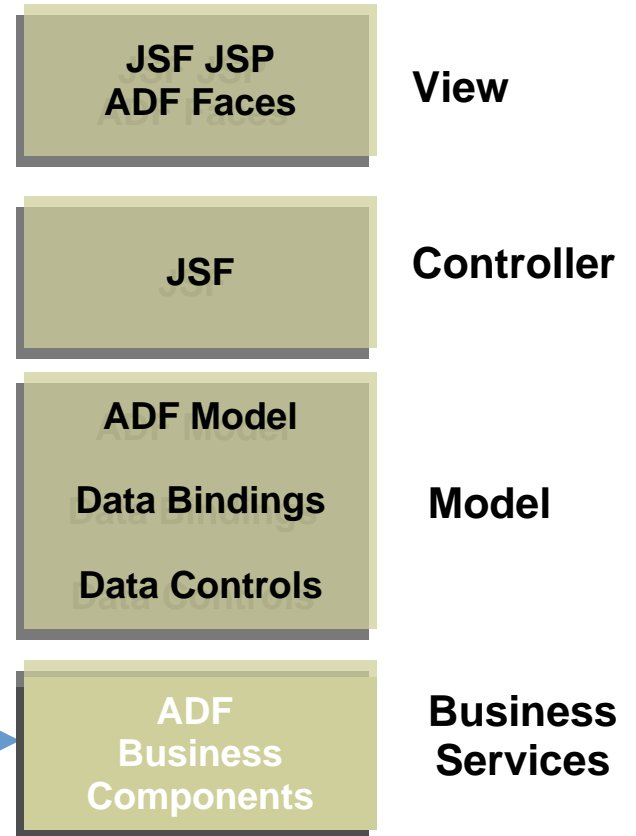 JSF JSP
ADF Faces
View
JSF
Controller
ADF Model
Data Bindings
Data Controls
Model
ADF
Business
Components
Business
Services